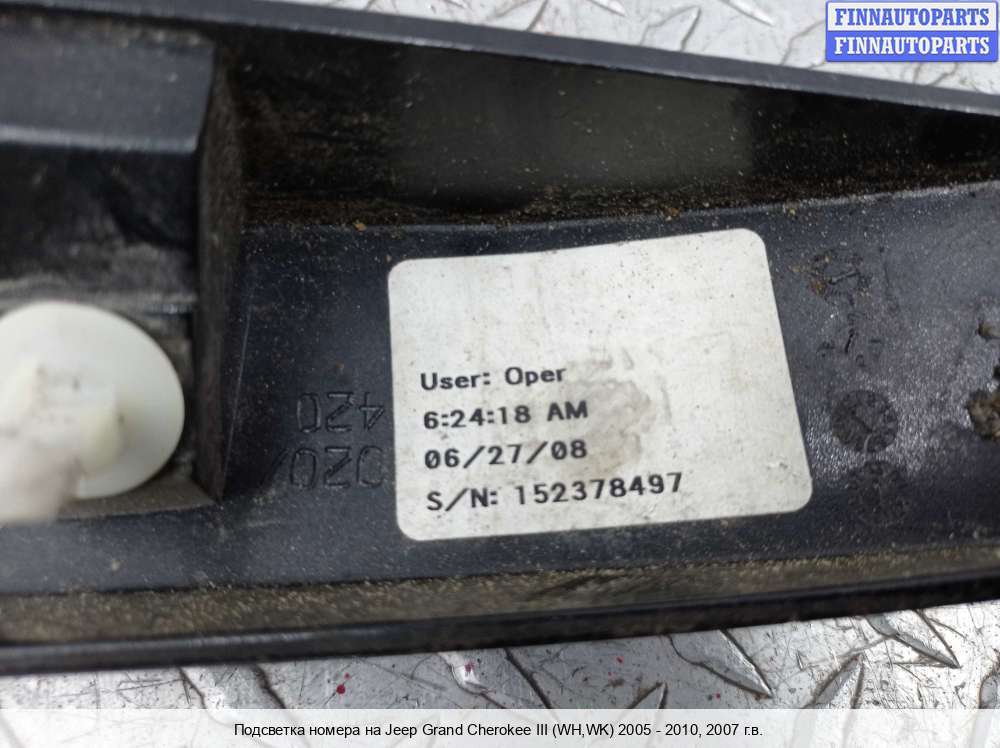 FINNAUTOPARTS
FINNAUTOPARTS
User: Oper
6:24:18 AM
06/27/08
S/N: 152378497
420
Подсветка номера на Jeep Grand Cherokee III (WH,WK) 2005 - 2010, 2007 г.в.